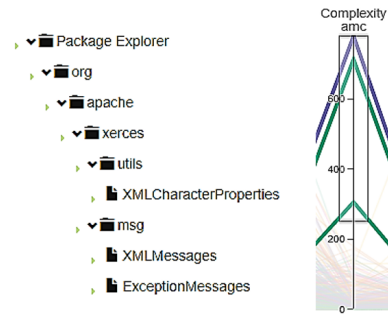 Complexity
amc
Package Explorer
org
apache
xerces
utils
XMLCharacterProperties
msg
XMLMessages
ExceptionMessages
600
400
200
0